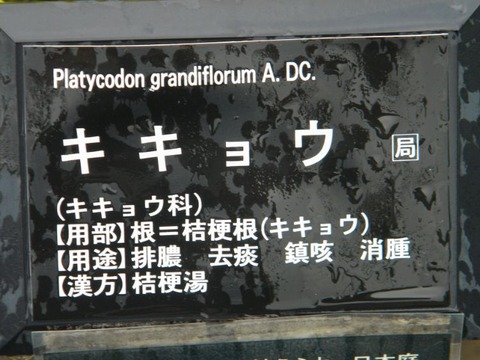 Platycodon grandiflorum A. DC.
キキョウ 局
(キキョウ科)
【用部】根=桔梗根(キキョウ)
【用途】排膿 去痰 鎮咳 消腫
【漢方】桔梗湯